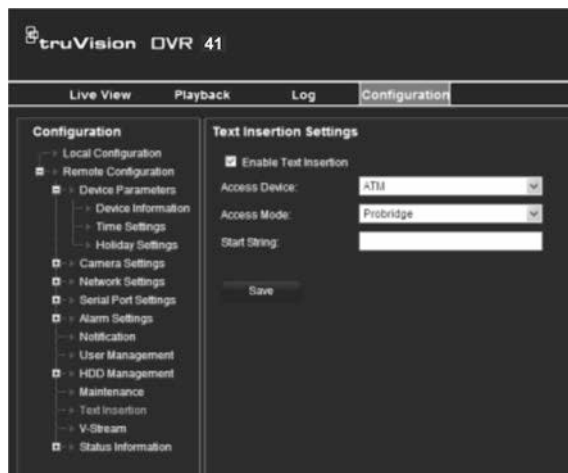 truVision DVR 41
Live View Playback Log Configuration
Configuration
Local Configuration
Remote Configuration
Device Parameters
Device Information
Time Settings
Holiday Settings
Camera Settings
Network Settings
Serial Port Settings
Alarm Settings
Notification
User Management
HDD Management
Maintenance
Text Insertion
V-Stream
Status Information
Text Insertion Settings
Enable Text Insertion
Access Device: ATM
Access Mode: Probridge
Start String:
Save